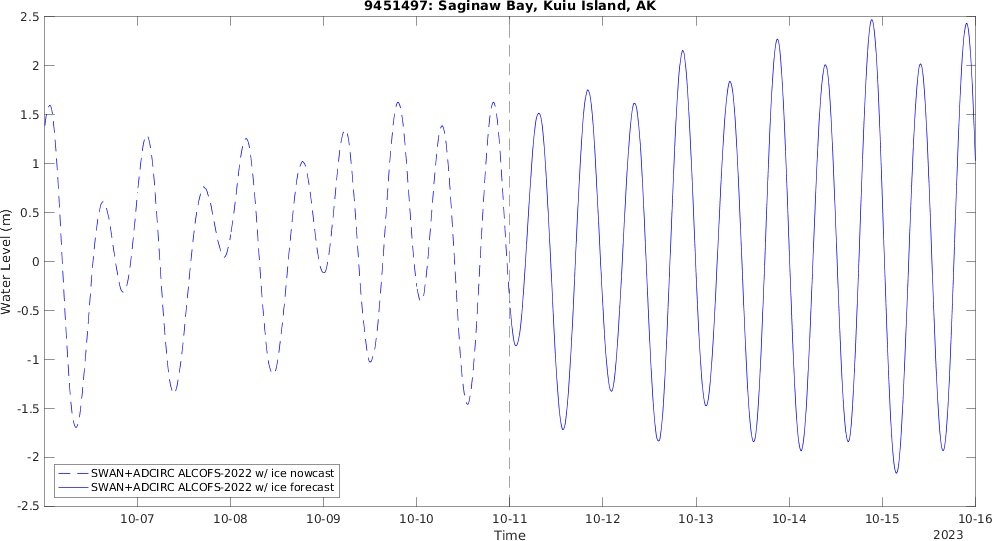 9451497: Saginaw Bay, Kuiu Island, AK
2.5
2
1.5
1
0.5
0
-0.5
-1
-1.5
-2
-2.5
Water Level (m)
SWAN+ADCIRC ALCOFS-2022 w/ ice nowcast
SWAN+ADCIRC ALCOFS-2022 w/ ice forecast
10-07 10-08 10-09 10-10 10-11 10-12 10-13 10-14 10-15 10-16
Time
2023